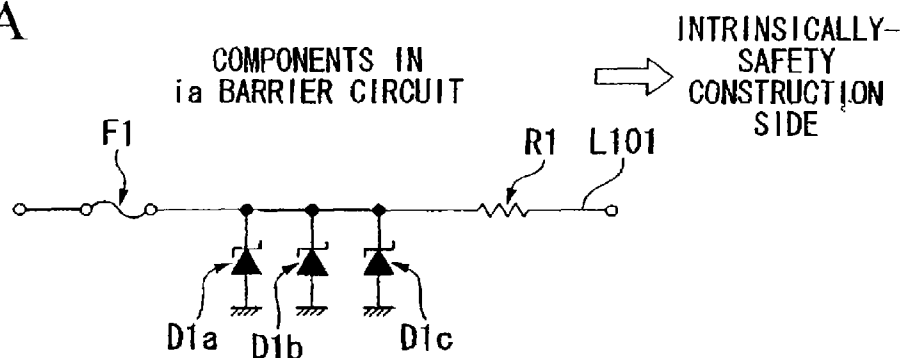 A
COMPONENTS IN
ia BARRIER CIRCUIT
INTRINSICALLY-
SAFETY
CONSTRUCTION
SIDE
F1
R1
L101
D1a
D1b
D1c